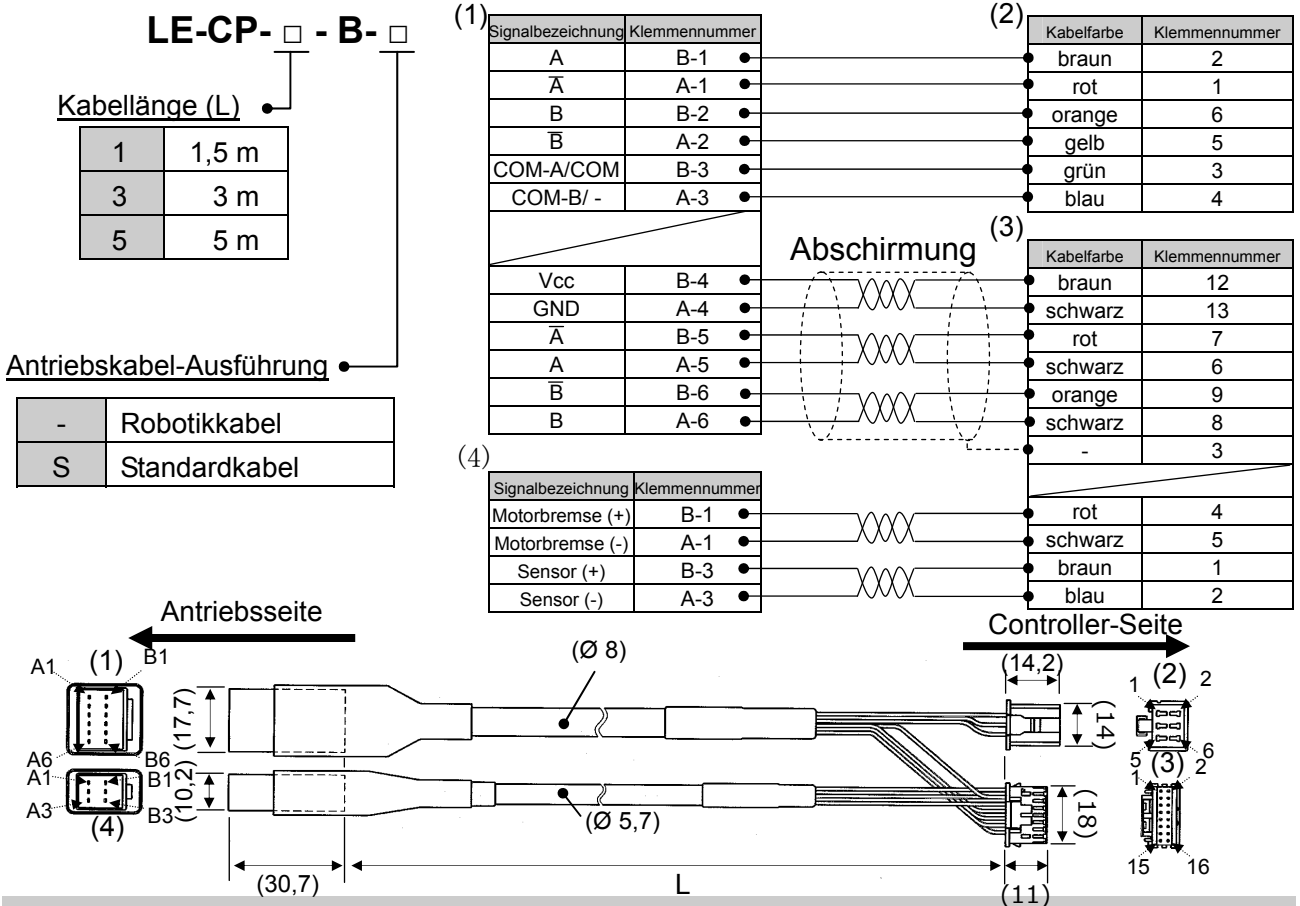 LE-CP- □ - B- □
Kabellänge (L)
1 1,5 m
3 3 m
5 5 m
Antriebskabel-Ausführung
- Robotikkabel
S Standardkabel
(1)
Signalbezeichnung Klemmennummer
A B-1
A̅ A-1
B B-2
B̅ A-2
COM-A/COM B-3
COM-B/ - A-3
Vcc B-4
GND A-4
A̅ B-5
A A-5
B̅ B-6
B A-6
Abschirmung
(2)
Kabelfarbe Klemmennummer
braun 2
rot 1
orange 6
gelb 5
grün 3
blau 4
(3)
Kabelfarbe Klemmennummer
braun 12
schwarz 13
rot 7
schwarz 6
orange 9
schwarz 8
- 3
rot 4
schwarz 5
braun 1
blau 2
(4)
Signalbezeichnung Klemmennummer
Motorbremse (+) B-1
Motorbremse (-) A-1
Sensor (+) B-3
Sensor (-) A-3
Antriebsseite
Controller-Seite
A1 (1) B1
A6 B6
(17,7)
(Ø 8)
(14,2)
(14)
1 (2) 2
5 6
A1 B1
A3 (4) B3
(10,2)
(Ø 5,7)
(18)
1 (3) 2
15 16
(30,7)
L
(11)